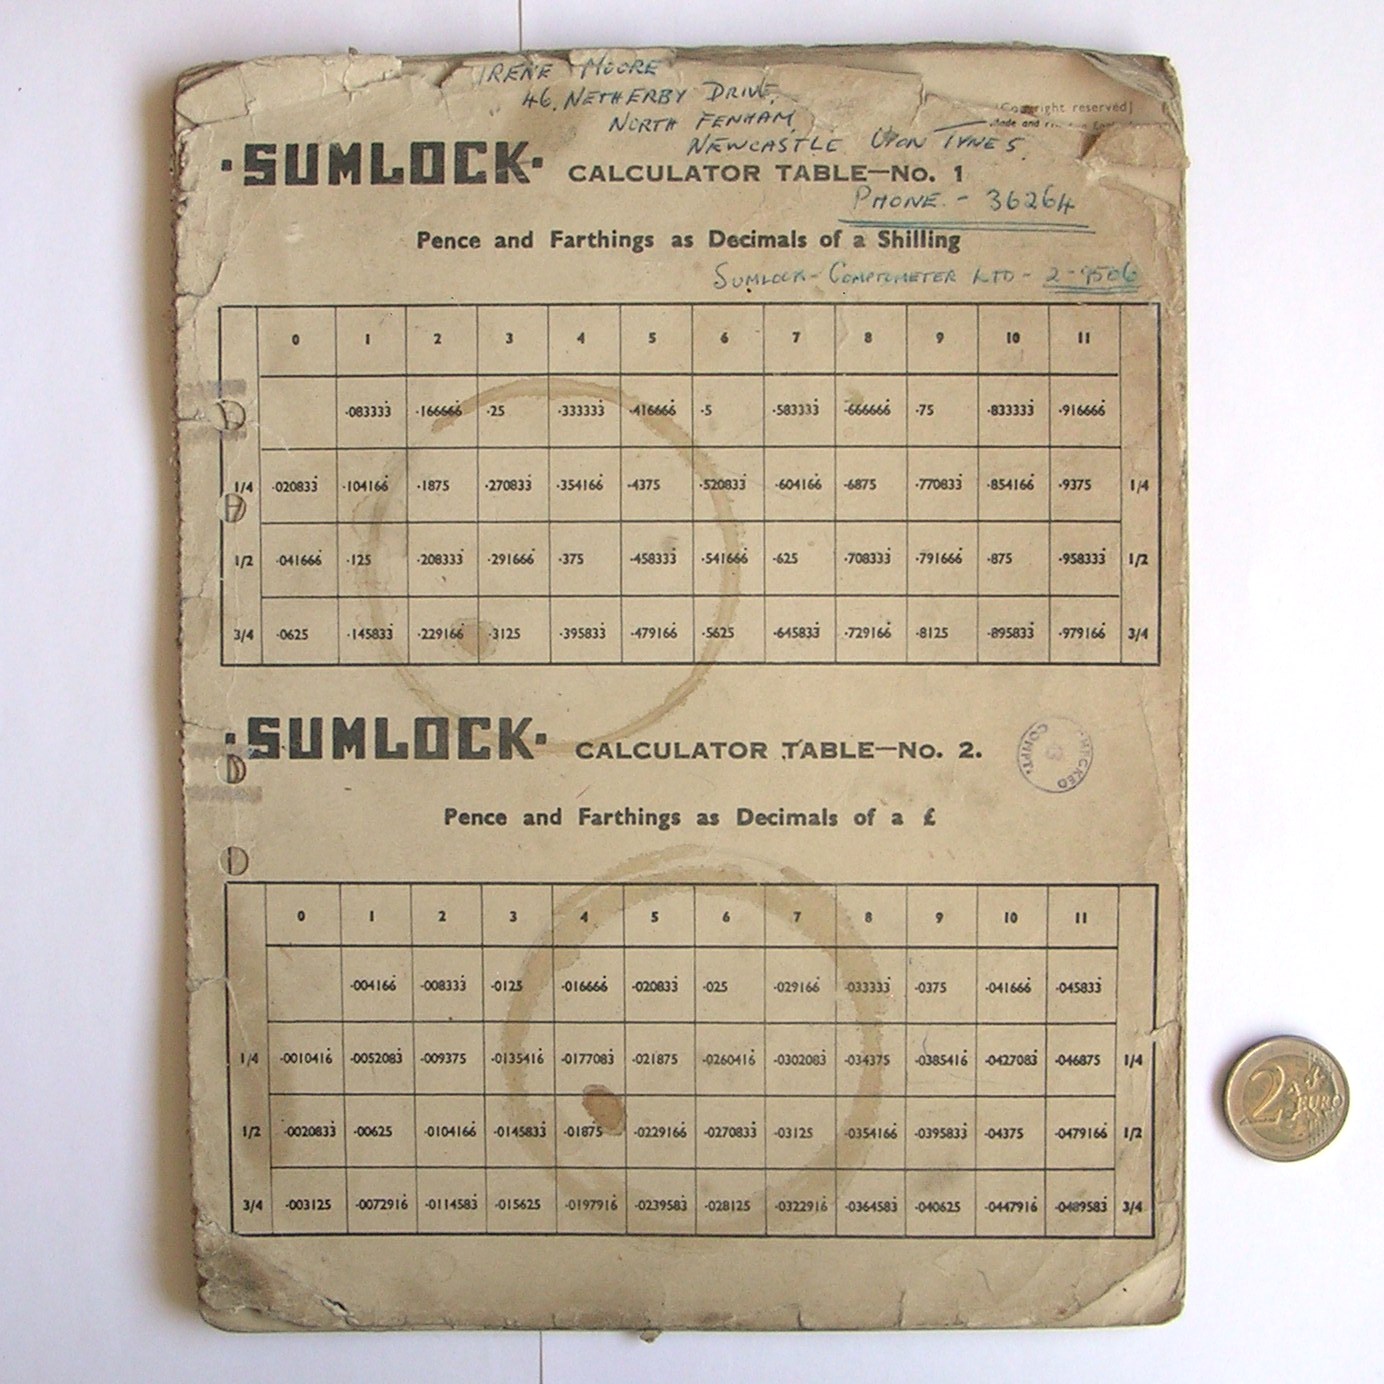 IRENE MOORE
46, NETHERBY DRIVE,
[Copyright reserved]
NORTH FENHAM,
Made and
NEWCASTLE UPON TYNE 5.
·SUMLOCK· CALCULATOR TABLE—No. 1
PHONE - 36264
Pence and Farthings as Decimals of a Shilling
SUMLOCK - COMPTOMETER LTD -
0 1 2 3 4 5 6 7 8 9 10 11
·083333̇ ·166666̇ ·25 ·333333̇ ·416666̇ ·5 ·583333̇ ·666666̇ ·75 ·833333̇ ·916666̇
1/4 ·020833̇ ·104166̇ ·1875 ·270833̇ ·354166̇ ·4375 ·520833̇ ·604166̇ ·6875 ·770833̇ ·854166̇ ·9375 1/4
1/2 ·041666̇ ·125 ·208333̇ ·291666̇ ·375 ·458333̇ ·541666̇ ·625 ·708333̇ ·791666̇ ·875 ·958333̇ 1/2
3/4 ·0625 ·145833̇ ·229166̇ ·3125 ·395833̇ ·479166̇ ·5625 ·645833̇ ·729166̇ ·8125 ·895833̇ ·979166̇ 3/4
·SUMLOCK· CALCULATOR TABLE—No. 2.
Pence and Farthings as Decimals of a £
0 1 2 3 4 5 6 7 8 9 10 11
·004166̇ ·008333̇ ·0125 ·016666̇ ·020833̇ ·025 ·029166̇ ·033333̇ ·0375 ·041666̇ ·045833̇
1/4 ·0010416̇ ·0052083̇ ·009375 ·0135416̇ ·0177083̇ ·021875 ·0260416̇ ·0302083̇ ·034375 ·0385416̇ ·0427083̇ ·046875 1/4
1/2 ·0020833̇ ·00625 ·0104166̇ ·0145833̇ ·01875 ·0229166̇ ·0270833̇ ·03125 ·0354166̇ ·0395833̇ ·04375 ·0479166̇ 1/2
3/4 ·003125 ·0072916̇ ·0114583̇ ·015625 ·0197916̇ ·0239583̇ ·028125 ·0322916̇ ·0364583̇ ·040625 ·0447916̇ ·0489583̇ 3/4
2 EURO